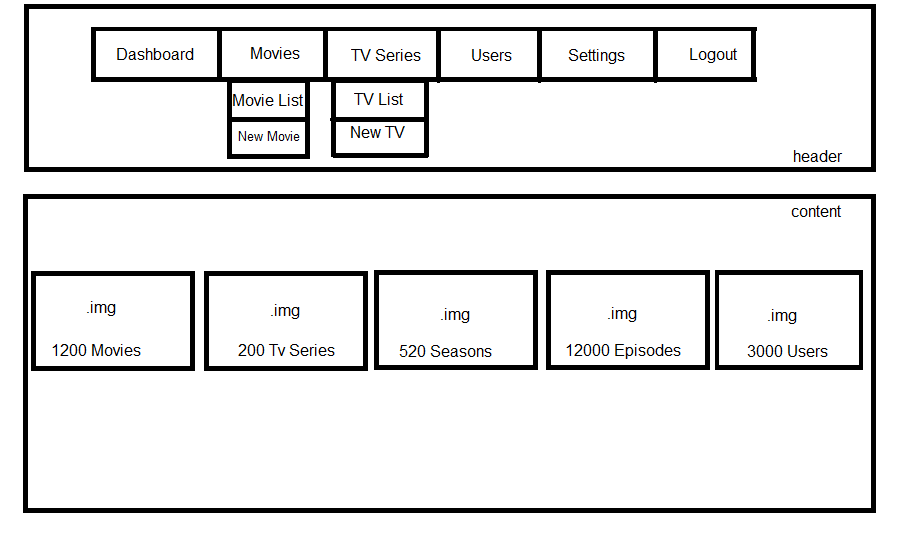 Dashboard Movies TV Series Users Settings Logout
Movie List TV List
New Movie New TV
header
content
.img .img .img .img .img
1200 Movies 200 Tv Series 520 Seasons 12000 Episodes 3000 Users